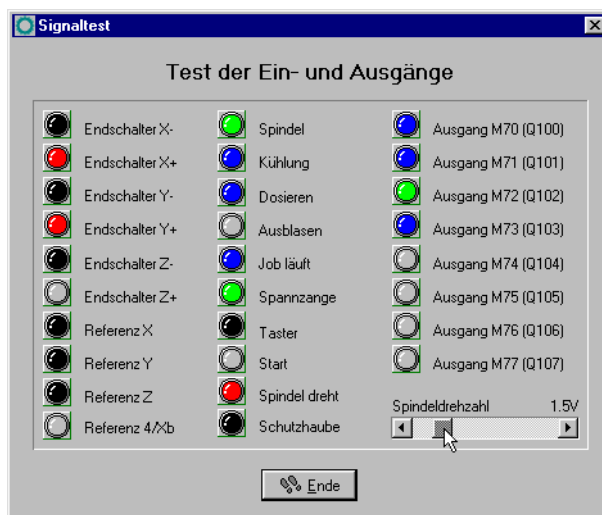 Signaltest
Test der Ein- und Ausgänge
Endschalter X-
Endschalter X+
Endschalter Y-
Endschalter Y+
Endschalter Z-
Endschalter Z+
Referenz X
Referenz Y
Referenz Z
Referenz 4/Xb
Spindel
Kühlung
Dosieren
Ausblasen
Job läuft
Spannzange
Taster
Start
Spindel dreht
Schutzhaube
Ausgang M70 (Q100)
Ausgang M71 (Q101)
Ausgang M72 (Q102)
Ausgang M73 (Q103)
Ausgang M74 (Q104)
Ausgang M75 (Q105)
Ausgang M76 (Q106)
Ausgang M77 (Q107)
Spindeldrehzahl 1.5V
Ende